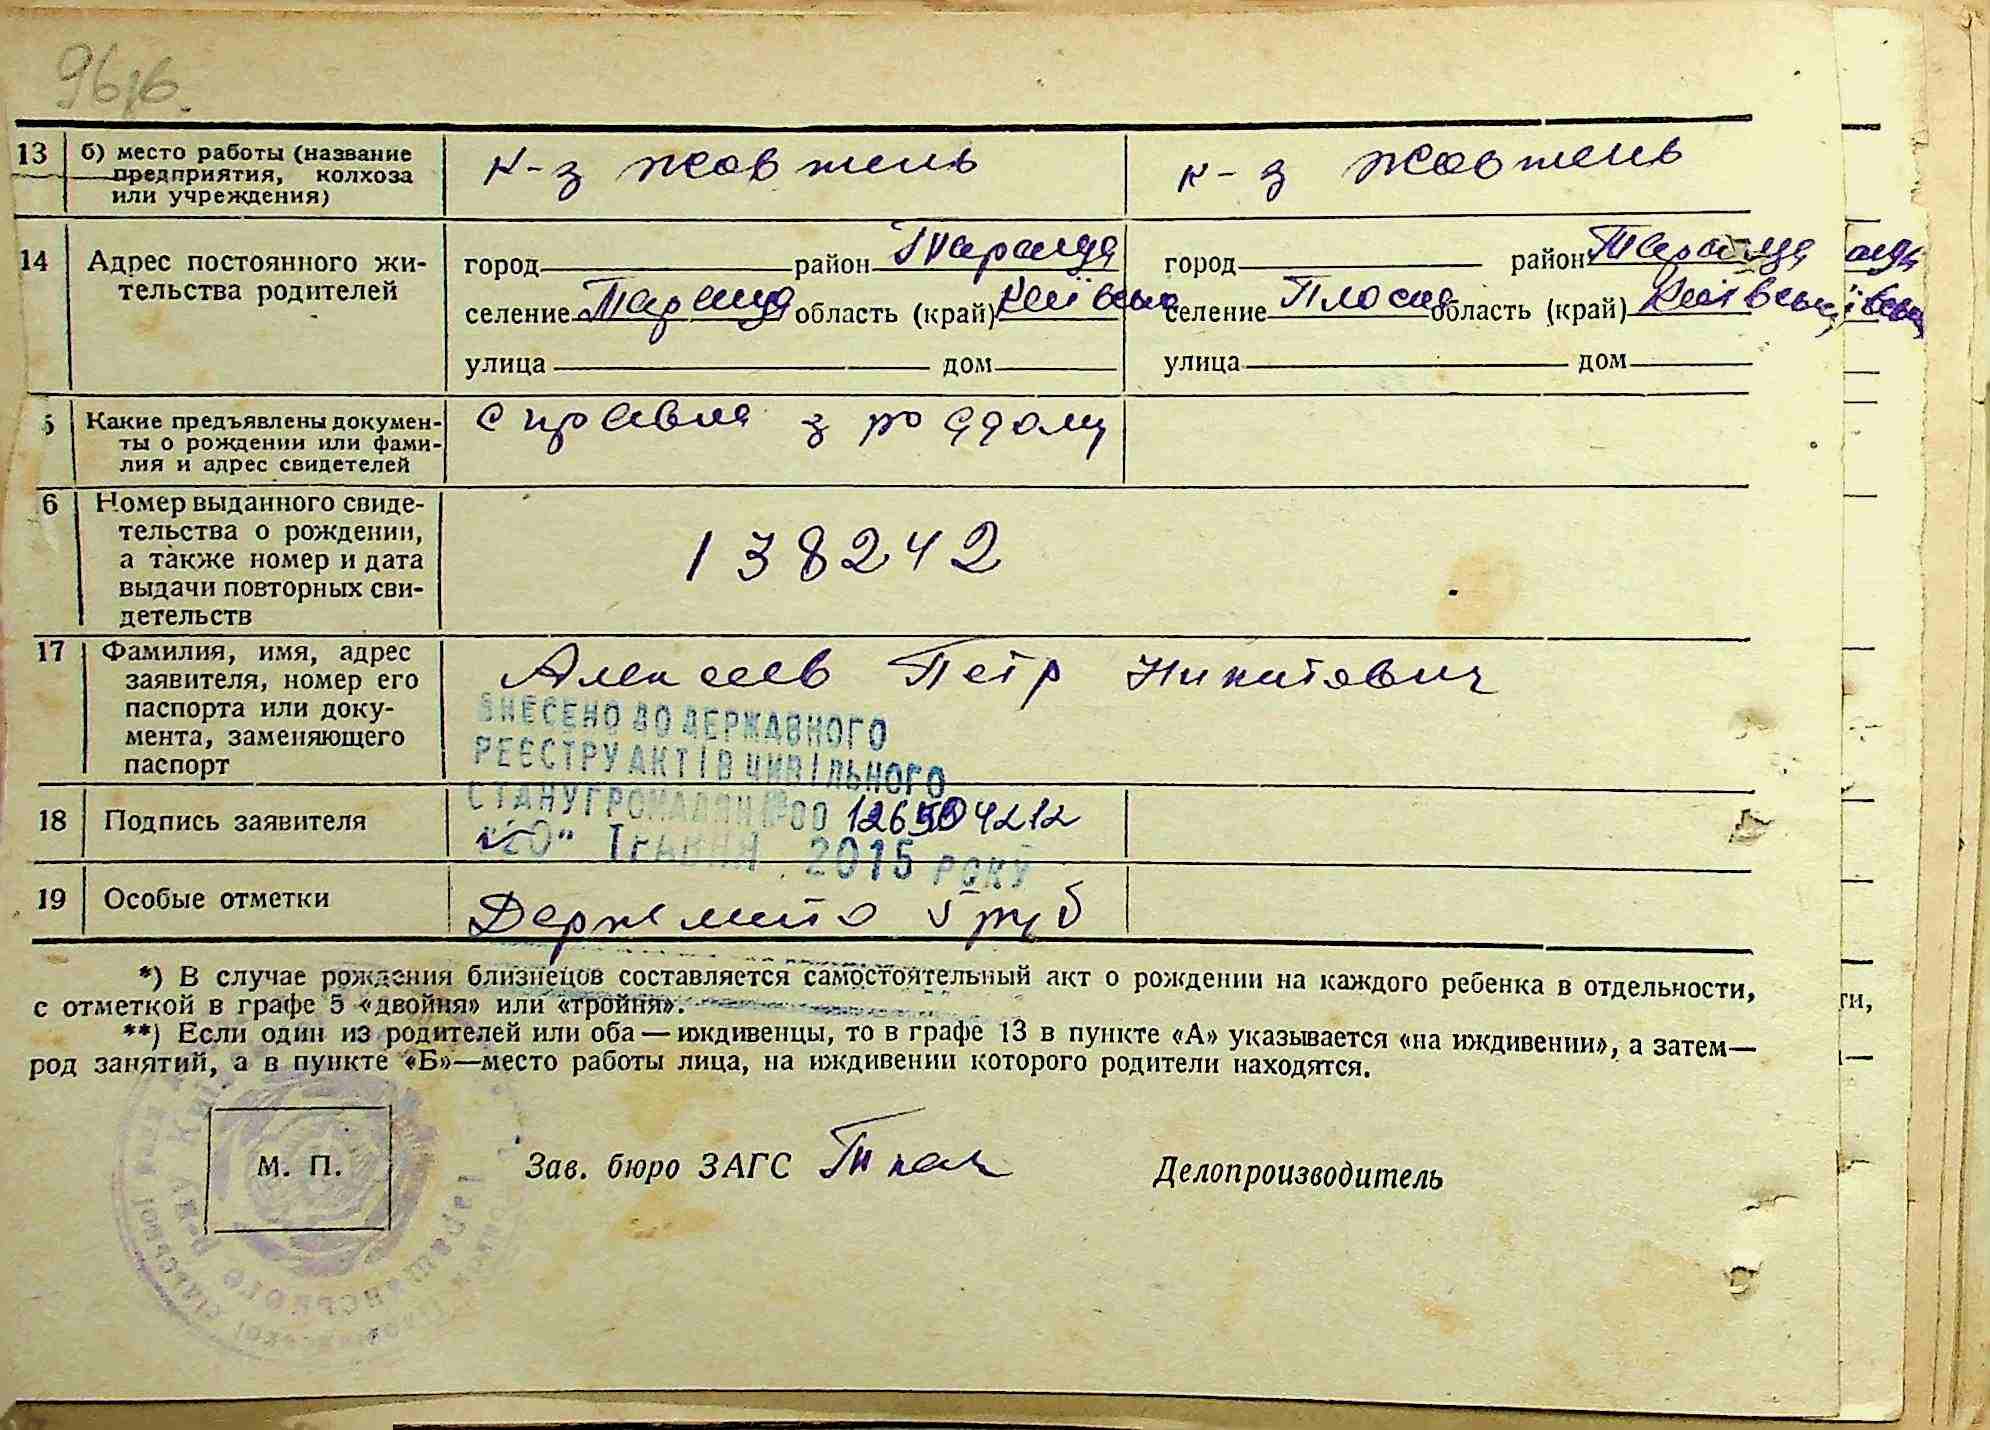 13 б) место работы (название предприятия, колхоза или учреждения)
к-з жовтень
к-з жовтень
14 Адрес постоянного жительства родителей
город район Тараща
селение Тараща область (край) Київська
улица дом
город район Тараща
селение Плоске область (край) Київська
улица дом
5 Какие предъявлены документы о рождении или фамилия и адрес свидетелей
справка з роддому
6 Номер выданного свидетельства о рождении, а также номер и дата выдачи повторных свидетельств
138242
17 Фамилия, имя, адрес заявителя, номер его паспорта или документа, заменяющего паспорт
Алексеев Петр Никитович
ВНЕСЕНО ДО ДЕРЖАВНОГО
РЕЄСТРУ АКТІВ ЦИВІЛЬНОГО
СТАНУ ГРОМАДЯН № 00
18 Подпись заявителя
Травня 2015 РОКУ
19 Особые отметки
Держмито
*) В случае рождения близнецов составляется самостоятельный акт о рождении на каждого ребенка в отдельности,
с отметкой в графе 5 «двойня» или «тройня».
**) Если один из родителей или оба — иждивенцы, то в графе 13 в пункте «А» указывается «на иждивении», а затем—
род занятий, а в пункте «Б»—место работы лица, на иждивении которого родители находятся.
М. П.
Зав. бюро ЗАГС
Делопроизводитель